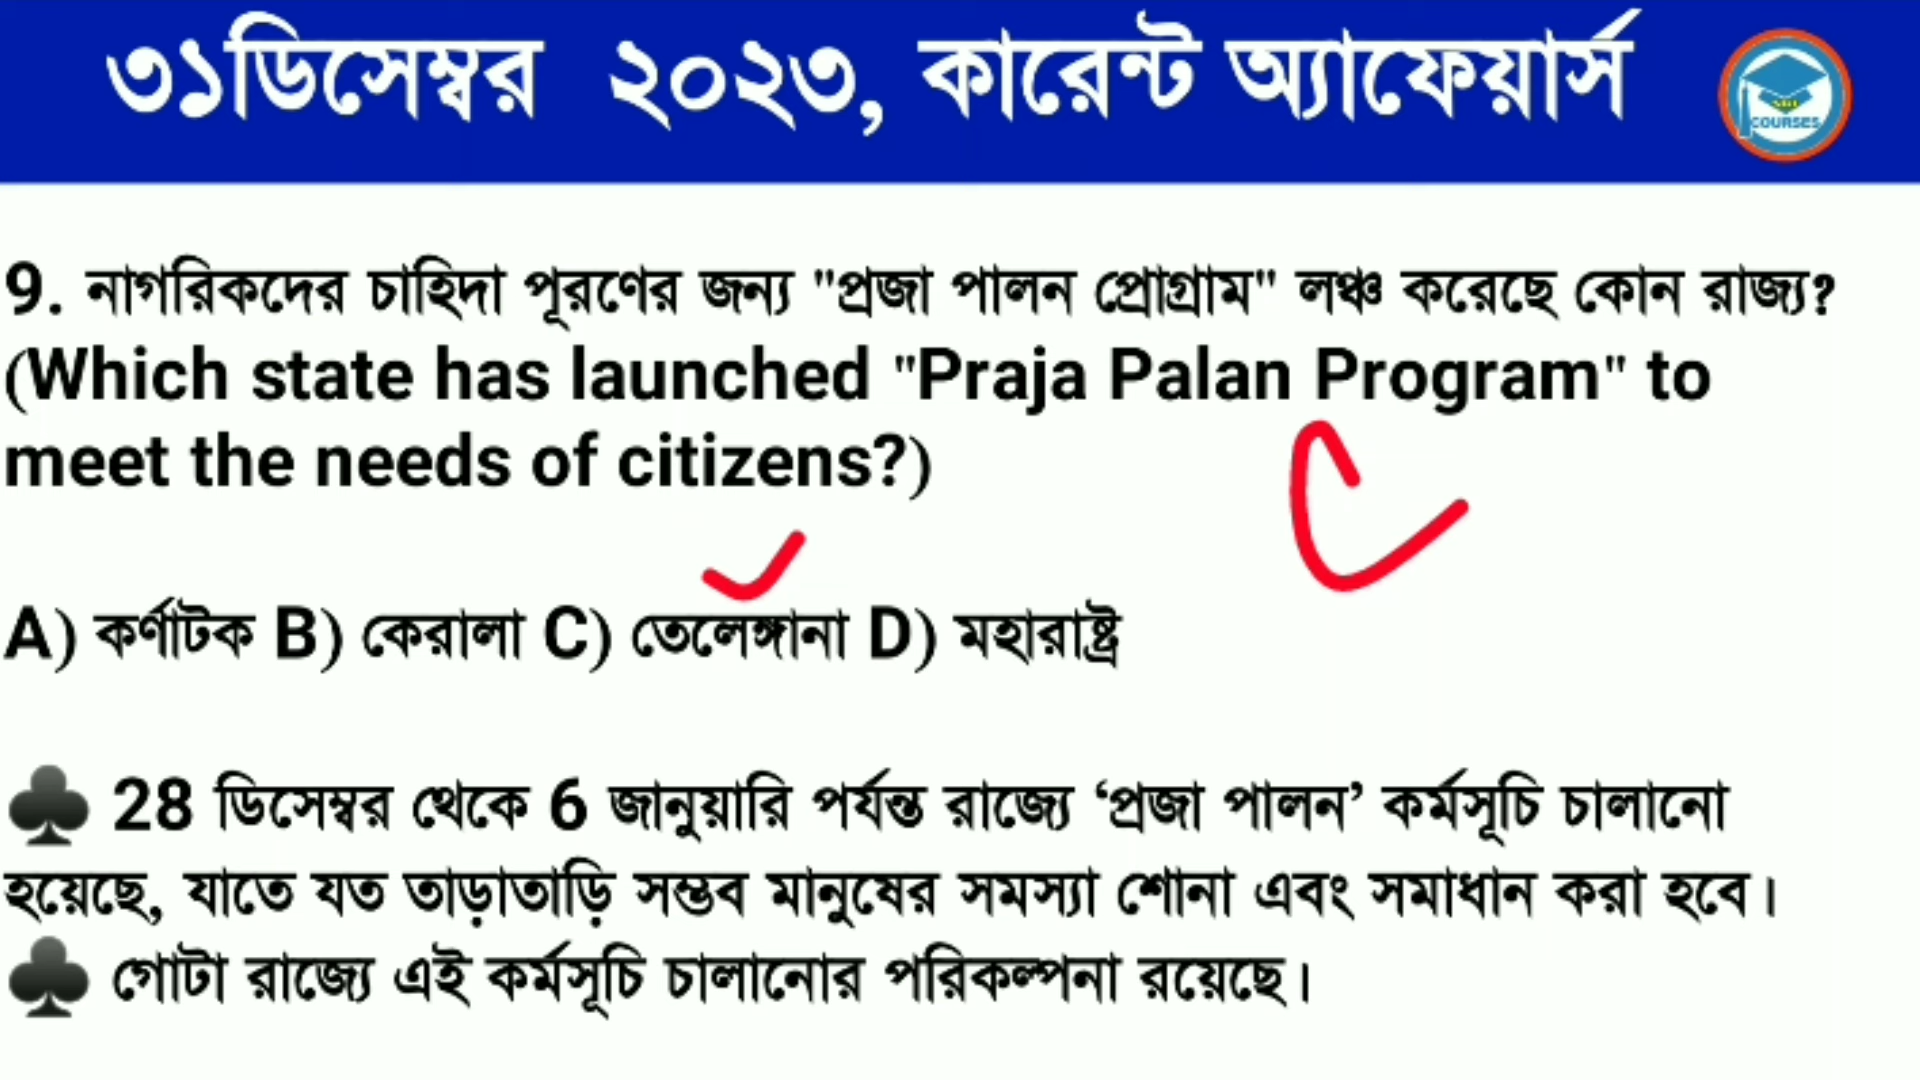 ৩১ডিসেম্বর ২০২৩, কারেন্ট অ্যাফেয়ার্স
COURSES
9. নাগরিকদের চাহিদা পূরণের জন্য "প্রজা পালন প্রোগ্রাম" লঞ্চ করেছে কোন রাজ্য?
(Which state has launched "Praja Palan Program" to
meet the needs of citizens?)
C
A) কর্ণাটক B) কেরালা C) তেলেঙ্গানা D) মহারাষ্ট্র
♣ 28 ডিসেম্বর থেকে 6 জানুয়ারি পর্যন্ত রাজ্যে ‘প্রজা পালন’ কর্মসূচি চালানো
হয়েছে, যাতে যত তাড়াতাড়ি সম্ভব মানুষের সমস্যা শোনা এবং সমাধান করা হবে।
♣ গোটা রাজ্যে এই কর্মসূচি চালানোর পরিকল্পনা রয়েছে।